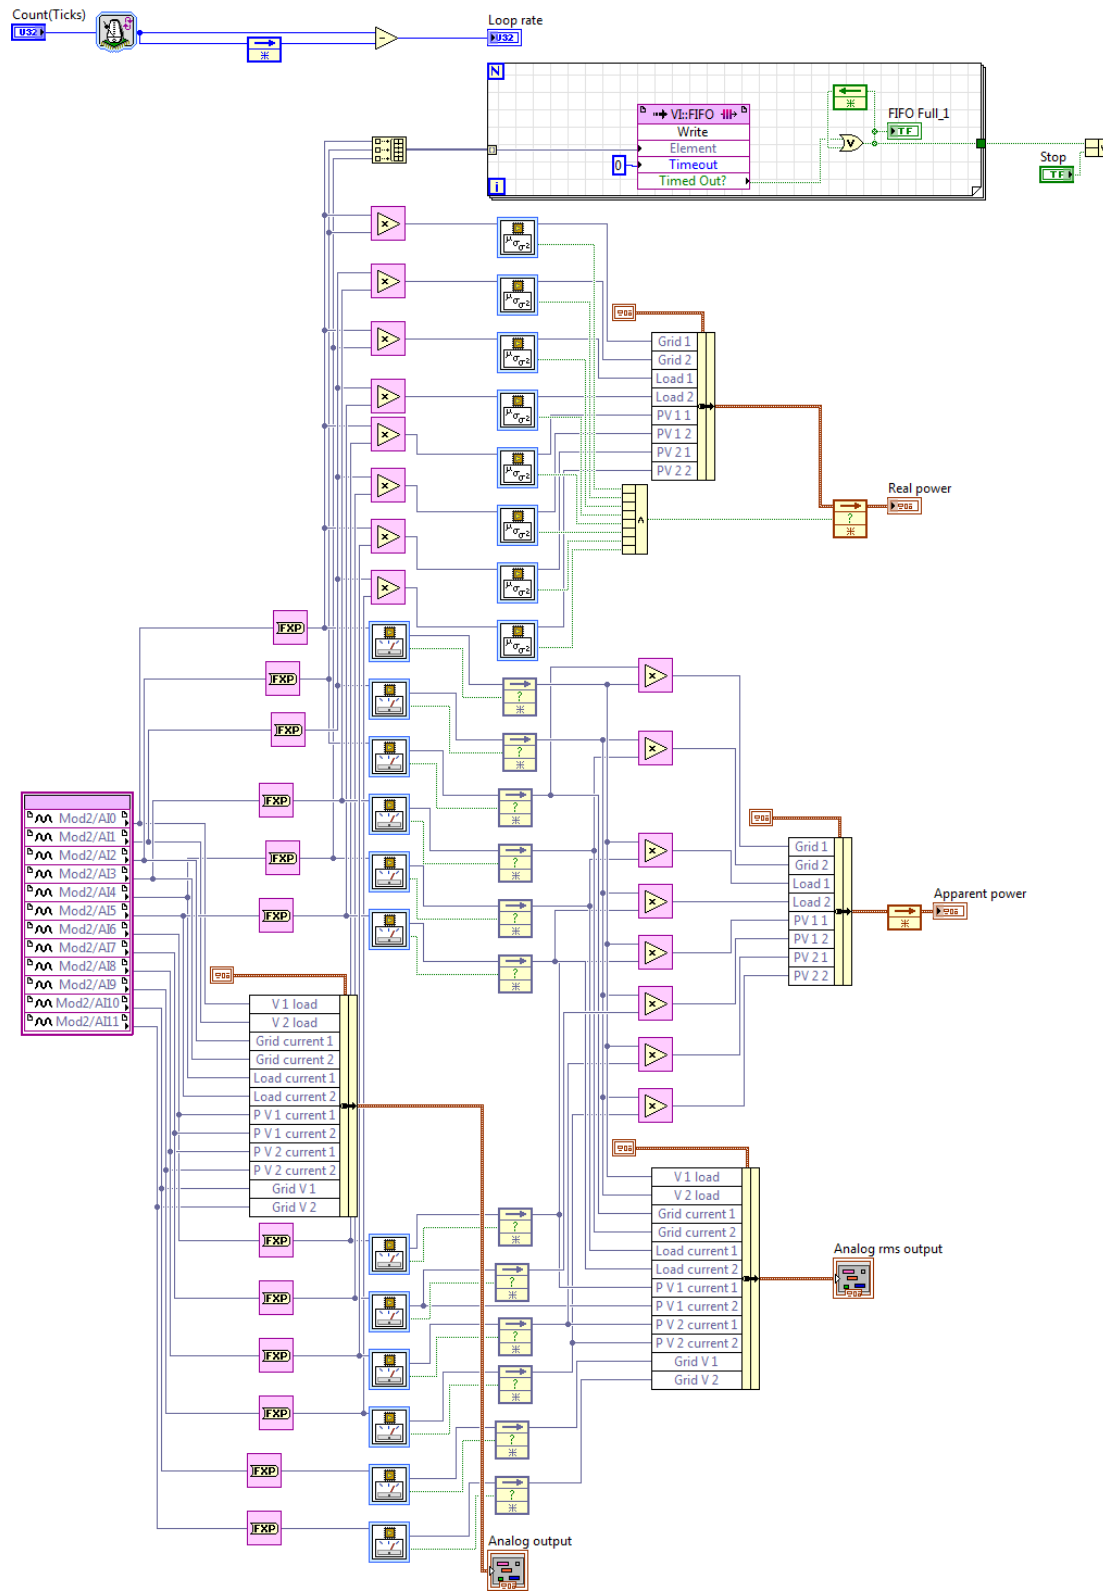 Count(Ticks)
U32
Loop rate
U32
N
VI::FIFO
Write
Element
0
Timeout
Timed Out?
i
FIFO Full_1
TF
Stop
TF
Grid 1
Grid 2
Load 1
Load 2
PV 1 1
PV 1 2
PV 2 1
PV 2 2
Real power
FXP
FXP
FXP
FXP
FXP
FXP
Mod2/AI0
Mod2/AI1
Mod2/AI2
Mod2/AI3
Mod2/AI4
Mod2/AI5
Mod2/AI6
Mod2/AI7
Mod2/AI8
Mod2/AI9
Mod2/AI10
Mod2/AI11
Grid 1
Grid 2
Load 1
Load 2
PV 1 1
PV 1 2
PV 2 1
PV 2 2
Apparent power
V 1 load
V 2 load
Grid current 1
Grid current 2
Load current 1
Load current 2
P V 1 current 1
P V 1 current 2
P V 2 current 1
P V 2 current 2
Grid V 1
Grid V 2
V 1 load
V 2 load
Grid current 1
Grid current 2
Load current 1
Load current 2
P V 1 current 1
P V 1 current 2
P V 2 current 1
P V 2 current 2
Grid V 1
Grid V 2
Analog rms output
FXP
FXP
FXP
FXP
FXP
FXP
Analog output